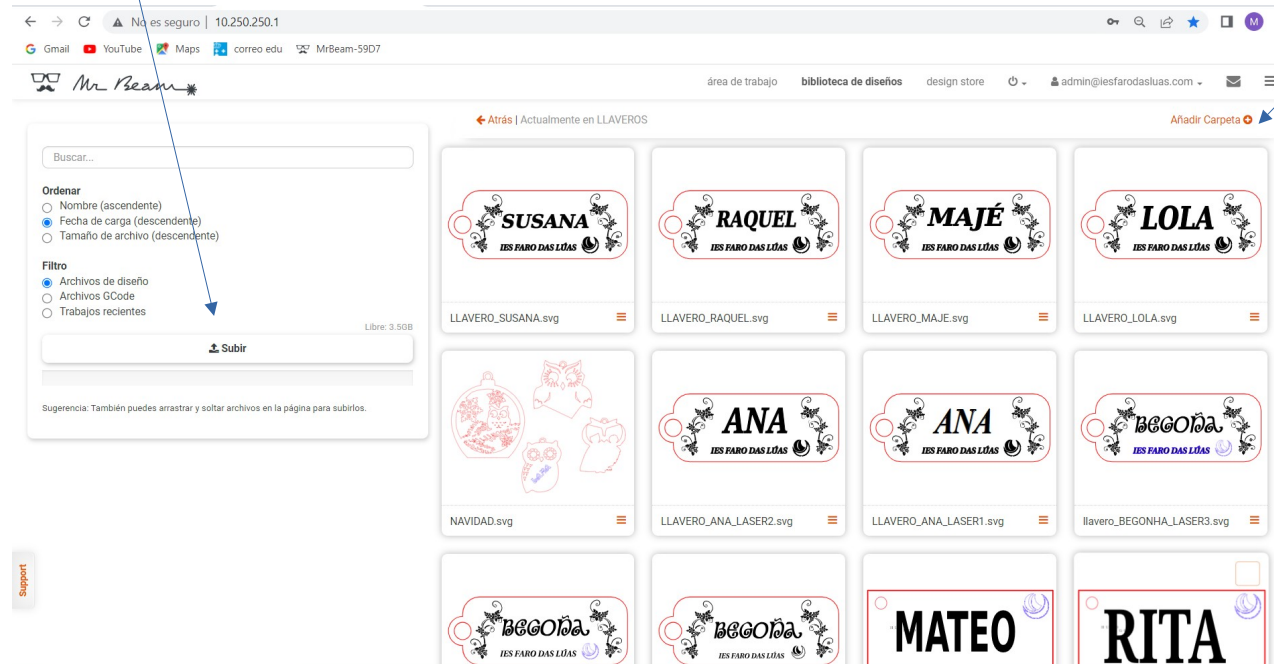 No es seguro | 10.250.250.1
Gmail YouTube Maps correo edu MrBeam-59D7 M
Mr Beam área de trabajo biblioteca de diseños design store admin@iesfarodasluas.com
Atrás | Actualmente en LLAVEROS Añadir Carpeta
Buscar...
Ordenar
Nombre (ascendente)
Fecha de carga (descendente)
Tamaño de archivo (descendente)
Filtro
Archivos de diseño
Archivos GCode
Trabajos recientes
Libre: 3.5GB
Subir
Sugerencia: También puedes arrastrar y soltar archivos en la página para subirlos.
Support
SUSANA
IES FARO DAS LÚAS
LLAVERO_SUSANA.svg
RAQUEL
IES FARO DAS LÚAS
LLAVERO_RAQUEL.svg
MAJÉ
IES FARO DAS LÚAS
LLAVERO_MAJE.svg
LOLA
IES FARO DAS LÚAS
LLAVERO_LOLA.svg
NAVIDAD.svg
ANA
IES FARO DAS LÚAS
LLAVERO_ANA_LASER2.svg
ANA
IES FARO DAS LÚAS
LLAVERO_ANA_LASER1.svg
BEGOÑA
IES FARO DAS LÚAS
llavero_BEGONHA_LASER3.svg
BEGOÑA
IES FARO DAS LÚAS
BEGOÑA
IES FARO DAS LÚAS
MATEO
RITA